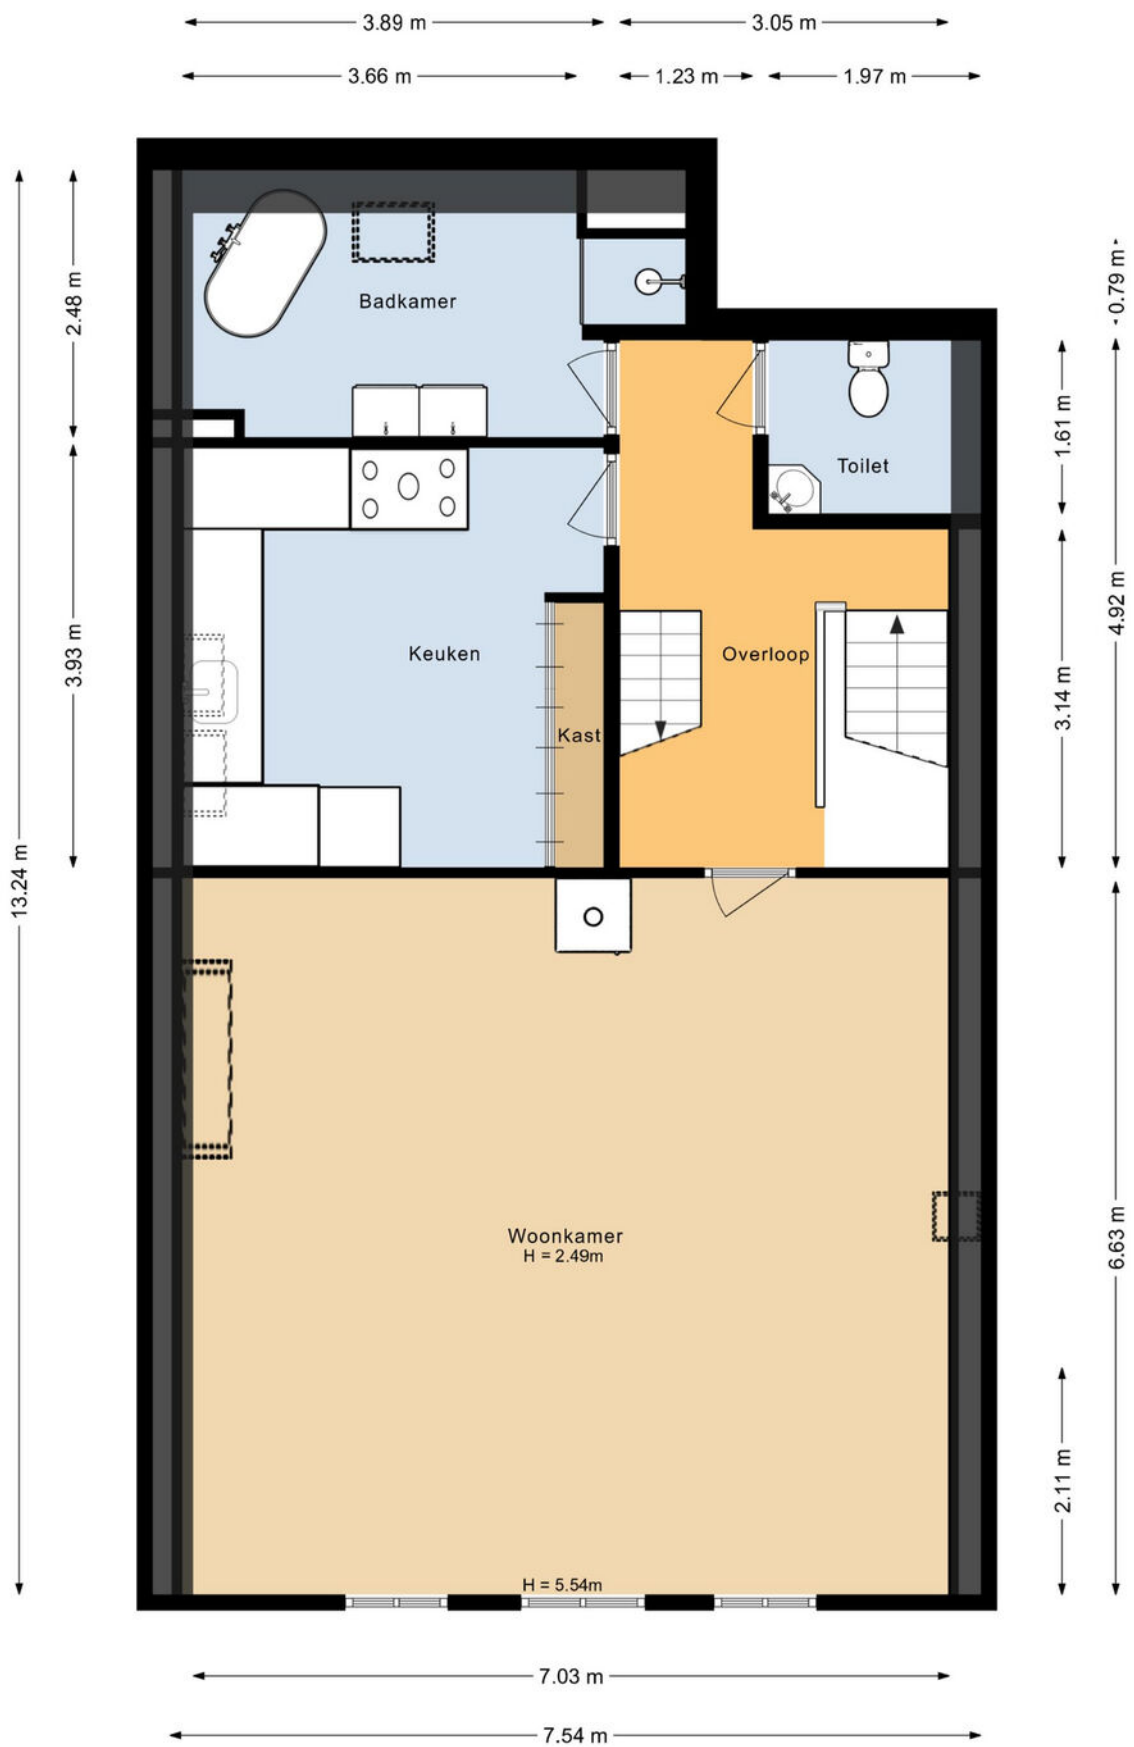 3.89 m
3.05 m
3.66 m
1.23 m
1.97 m
2.48 m
0.79 m
Badkamer
1.61 m
Toilet
4.92 m
3.93 m
Keuken
Overloop
3.14 m
Kast
13.24 m
Woonkamer
H = 2.49m
6.63 m
2.11 m
H = 5.54m
7.03 m
7.54 m